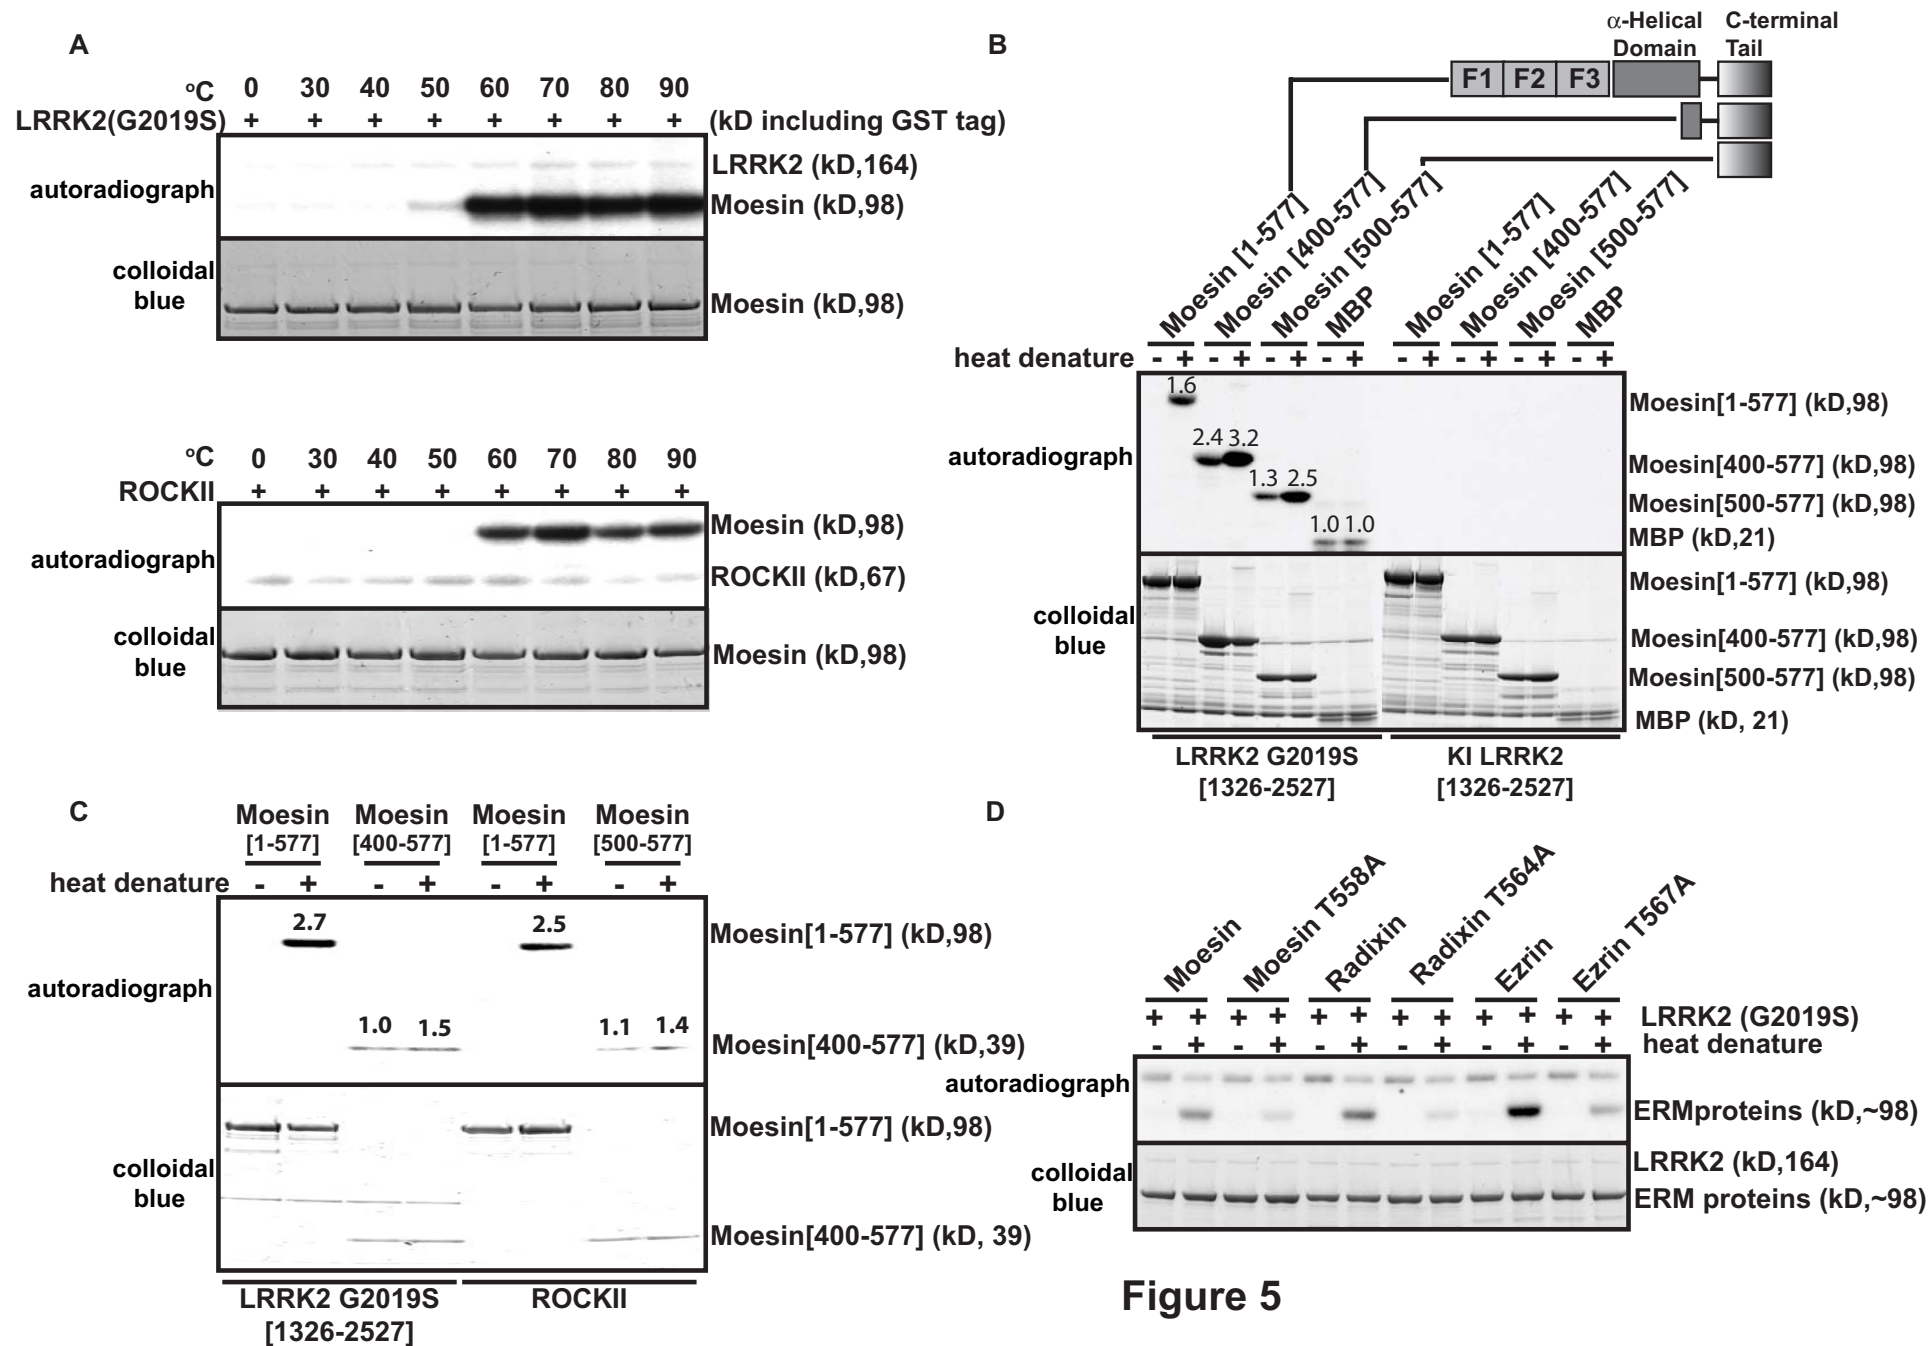 A
°C 0 30 40 50 60 70 80 90
LRRK2(G2019S) + + + + + + + + (kD including GST tag)
autoradiograph
LRRK2 (kD,164)
Moesin (kD,98)
colloidal
blue
Moesin (kD,98)
°C 0 30 40 50 60 70 80 90
ROCKII + + + + + + + +
autoradiograph
Moesin (kD,98)
ROCKII (kD,67)
colloidal
blue
Moesin (kD,98)
B
α-Helical C-terminal
Domain Tail
F1 F2 F3
Moesin [1-577]
Moesin [400-577]
Moesin [500-577]
MBP
Moesin [1-577]
Moesin [400-577]
Moesin [500-577]
MBP
heat denature - + - + - + - + - + - + - + - +
autoradiograph
1.6
2.4 3.2
1.3 2.5
1.0 1.0
Moesin[1-577] (kD,98)
Moesin[400-577] (kD,98)
Moesin[500-577] (kD,98)
MBP (kD,21)
colloidal
blue
Moesin[1-577] (kD,98)
Moesin[400-577] (kD,98)
Moesin[500-577] (kD,98)
MBP (kD, 21)
LRRK2 G2019S
[1326-2527]
KI LRRK2
[1326-2527]
C
Moesin Moesin Moesin Moesin
[1-577] [400-577] [1-577] [500-577]
heat denature - + - + - + - +
autoradiograph
2.7 2.5
1.0 1.5 1.1 1.4
Moesin[1-577] (kD,98)
Moesin[400-577] (kD,39)
colloidal
blue
Moesin[1-577] (kD,98)
Moesin[400-577] (kD, 39)
LRRK2 G2019S
[1326-2527]
ROCKII
D
Moesin
Moesin T558A
Radixin
Radixin T564A
Ezrin
Ezrin T567A
+ + + + + + + + + + + + LRRK2 (G2019S)
- + - + - + - + - + - + heat denature
autoradiograph
ERMproteins (kD,~98)
colloidal
blue
LRRK2 (kD,164)
ERM proteins (kD,~98)
Figure 5